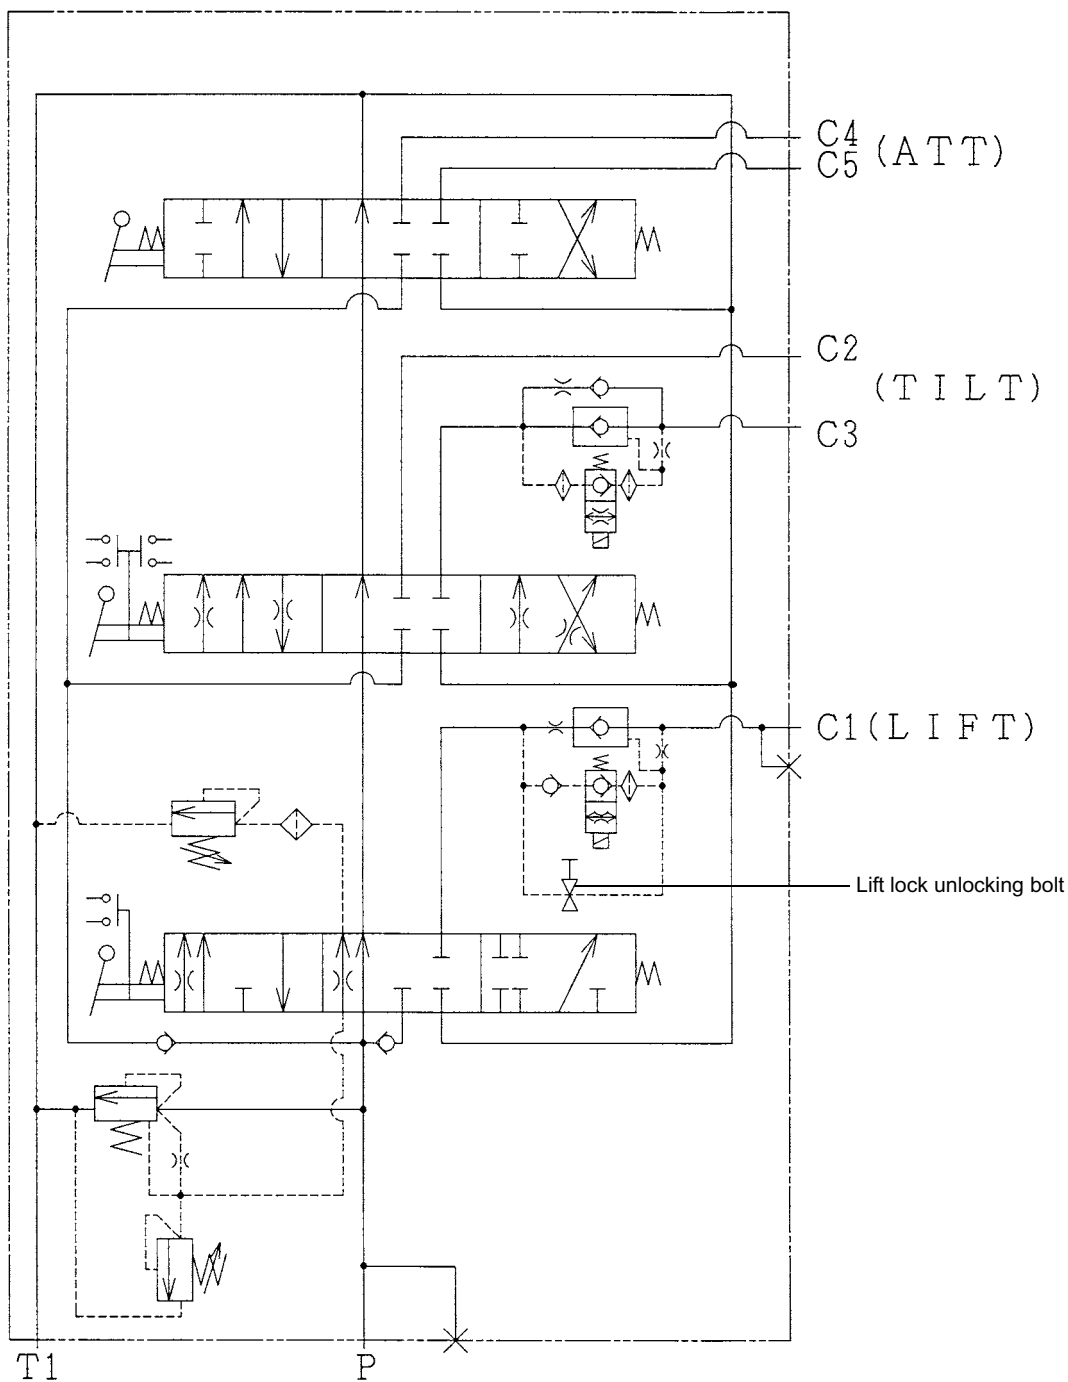 C4
C5 (ATT)
C2
(TILT)
C3
C1(LIFT)
Lift lock unlocking bolt
T1 P